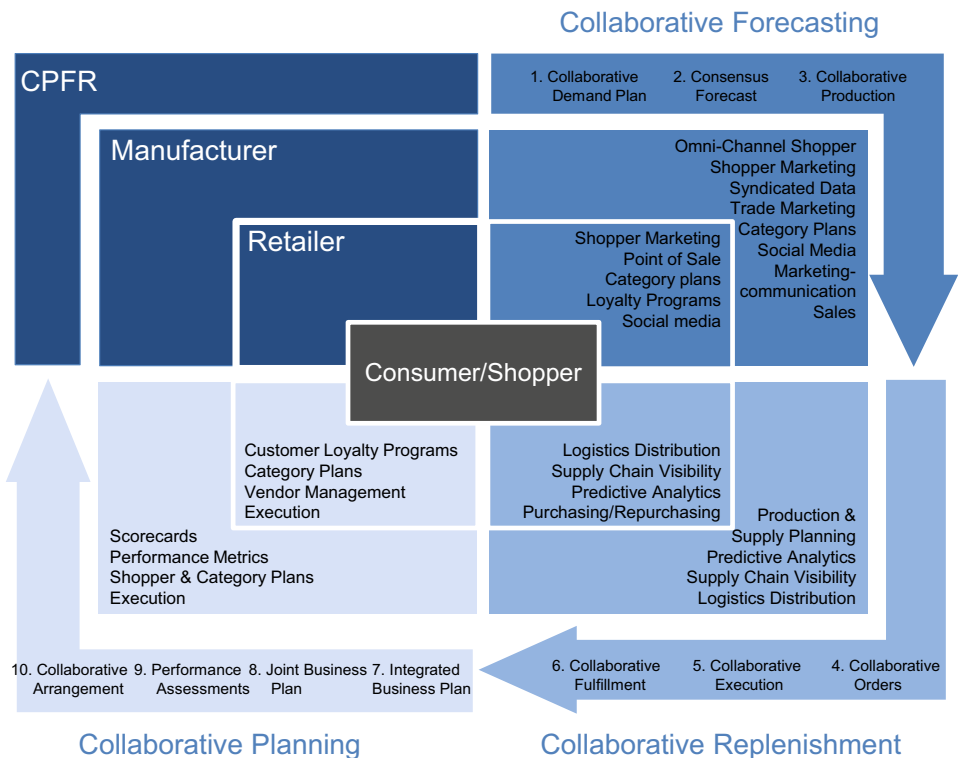 Collaborative Forecasting
CPFR
1. Collaborative
Demand Plan
2. Consensus
Forecast
3. Collaborative
Production
Manufacturer
Omni-Channel Shopper
Shopper Marketing
Syndicated Data
Trade Marketing
Category Plans
Social Media
Marketing-
communication
Sales
Retailer
Shopper Marketing
Point of Sale
Category plans
Loyalty Programs
Social media
Consumer/Shopper
Customer Loyalty Programs
Category Plans
Vendor Management
Execution
Logistics Distribution
Supply Chain Visibility
Predictive Analytics
Purchasing/Repurchasing
Scorecards
Performance Metrics
Shopper & Category Plans
Execution
Production &
Supply Planning
Predictive Analytics
Supply Chain Visibility
Logistics Distribution
10. Collaborative
Arrangement
9. Performance
Assessments
8. Joint Business
Plan
7. Integrated
Business Plan
6. Collaborative
Fulfillment
5. Collaborative
Execution
4. Collaborative
Orders
Collaborative Planning
Collaborative Replenishment